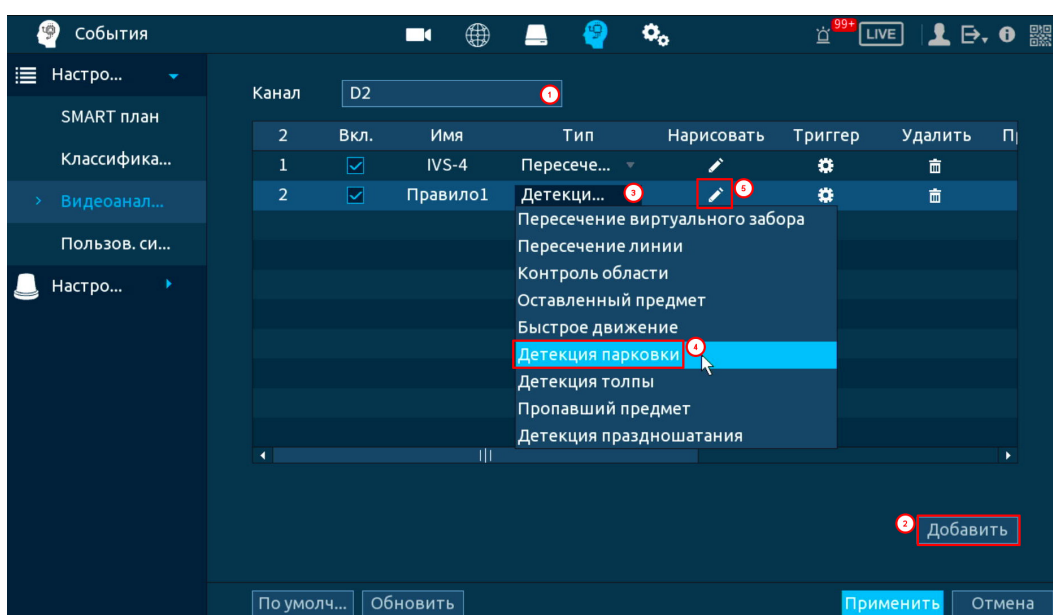 События
99+
LIVE
Настро...
SMART план
Классифика...
Видеоанал...
Пользов. си...
Настро...
Канал D2 1
2 Вкл. Имя Тип Нарисовать Триггер Удалить
1 IVS-4 Пересече...
2 Правило1 Детекци... 3 5
Пересечение виртуального забора
Пересечение линии
Контроль области
Оставленный предмет
Быстрое движение
Детекция парковки 4
Детекция толпы
Пропавший предмет
Детекция праздношатания
2 Добавить
По умолч... Обновить Применить Отмена